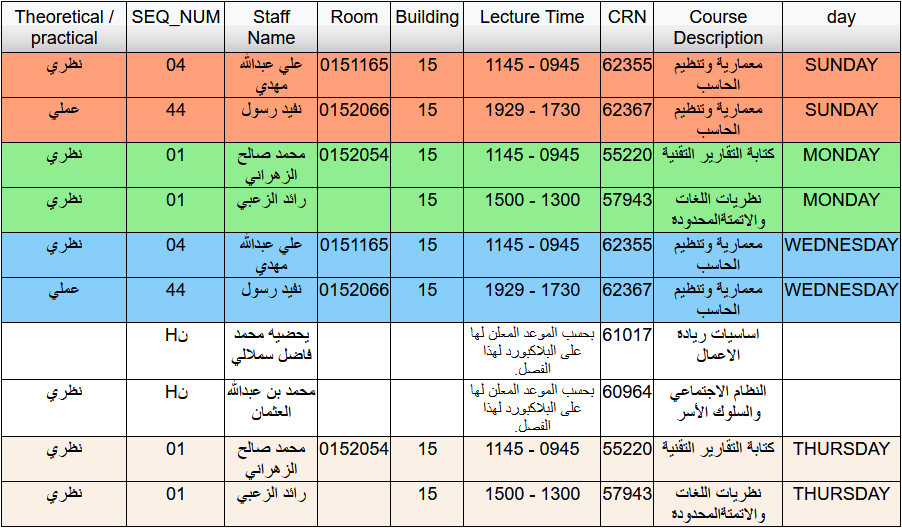 Theoretical / practical | SEQ_NUM | Staff Name | Room | Building | Lecture Time | CRN | Course Description | day
نظري | 04 | علي عبدالله مهدي | 0151165 | 15 | 1145 - 0945 | 62355 | معمارية وتنظيم الحاسب | SUNDAY
عملي | 44 | نفيد رسول | 0152066 | 15 | 1929 - 1730 | 62367 | معمارية وتنظيم الحاسب | SUNDAY
نظري | 01 | محمد صالح الزهراني | 0152054 | 15 | 1145 - 0945 | 55220 | كتابة التقارير التقنية | MONDAY
نظري | 01 | رائد الزعبي | | 15 | 1500 - 1300 | 57943 | نظريات اللغات والاتمتةالمحدودة | MONDAY
نظري | 04 | علي عبدالله مهدي | 0151165 | 15 | 1145 - 0945 | 62355 | معمارية وتنظيم الحاسب | WEDNESDAY
عملي | 44 | نفيد رسول | 0152066 | 15 | 1929 - 1730 | 62367 | معمارية وتنظيم الحاسب | WEDNESDAY
| نH | يحضيه محمد فاضل سملالي | | | بحسب الموعد المعلن لها على البلاكبورد لهذا الفصل. | 61017 | اساسيات ريادة الاعمال |
نظري | نH | محمد بن عبدالله العثمان | | | بحسب الموعد المعلن لها على البلاكبورد لهذا الفصل. | 60964 | النظام الاجتماعي والسلوك الأسر |
نظري | 01 | محمد صالح الزهراني | 0152054 | 15 | 1145 - 0945 | 55220 | كتابة التقارير التقنية | THURSDAY
نظري | 01 | رائد الزعبي | | 15 | 1500 - 1300 | 57943 | نظريات اللغات والاتمتةالمحدودة | THURSDAY